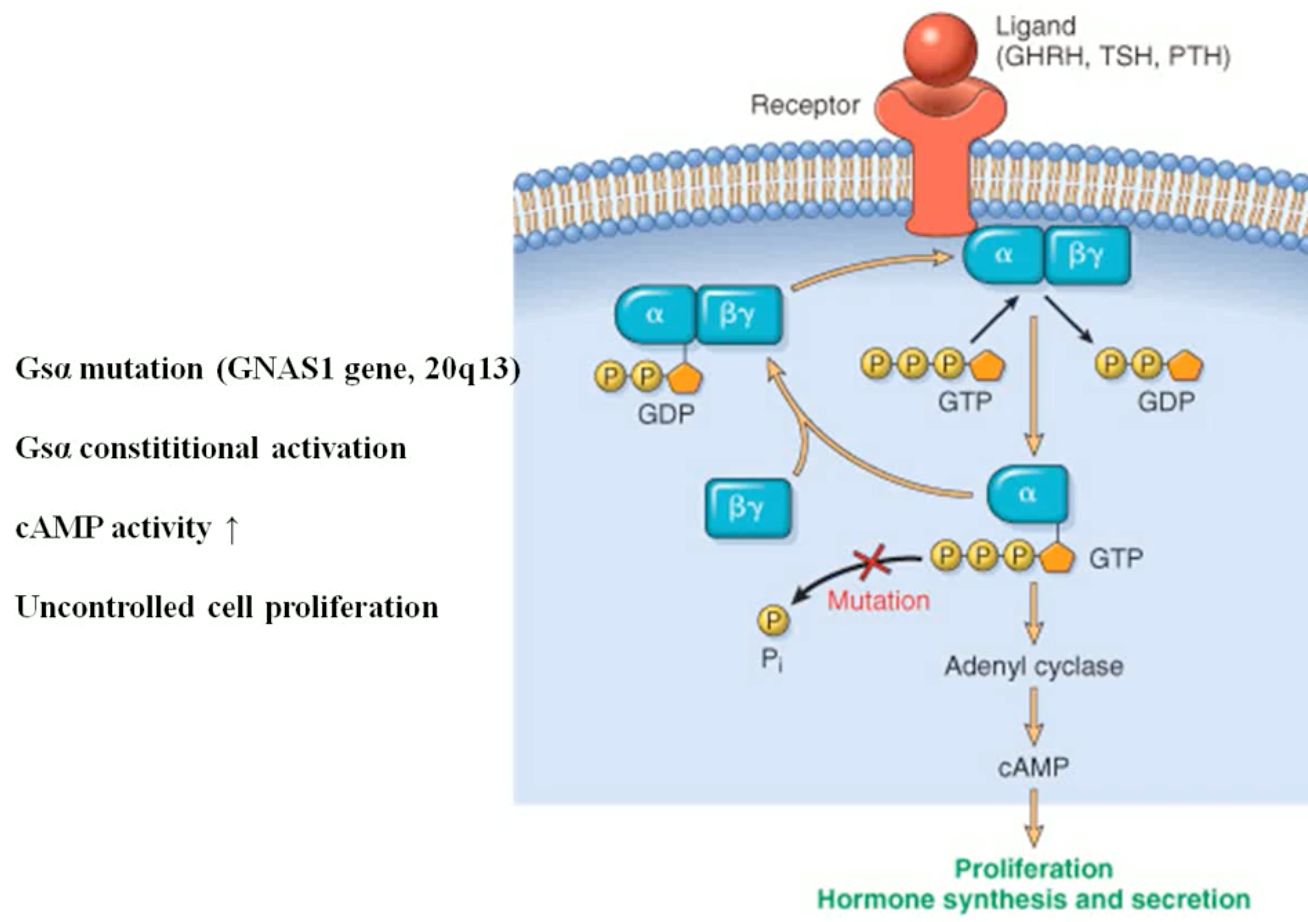 Ligand
(GHRH, TSH, PTH)
Receptor
α βγ
α βγ
Gsα mutation (GNAS1 gene, 20q13)
P P
GDP
P P P
GTP
P P
GDP
Gsα constititional activation
α
βγ
cAMP activity ↑
P P P GTP
Mutation
Uncontrolled cell proliferation
P
Pi
Adenyl cyclase
cAMP
Proliferation
Hormone synthesis and secretion